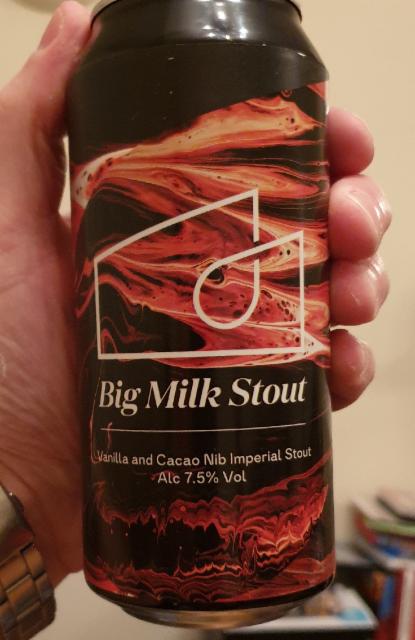 Big Milk Stout
Vanilla and Cacao Nib Imperial Stout
Alc 7.5% Vol